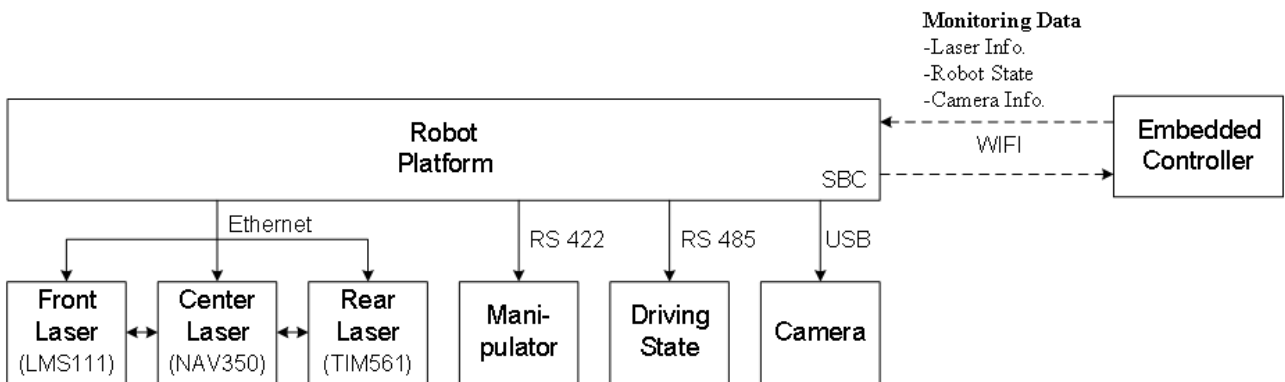 Monitoring Data
-Laser Info.
-Robot State
-Camera Info.
Robot
Platform
SBC
WIFI
Embedded
Controller
Ethernet
RS 422
RS 485
USB
Front
Laser
(LMS111)
Center
Laser
(NAV350)
Rear
Laser
(TIM561)
Mani-
pulator
Driving
State
Camera